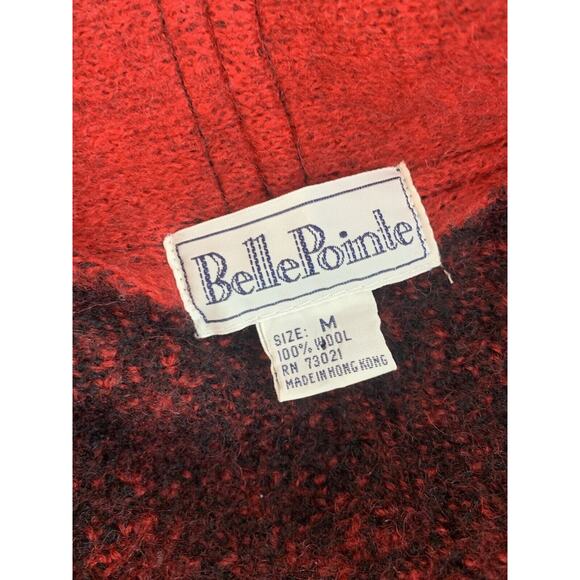 BellePointe
SIZE: M
100% WOOL
RN 73021
MADE IN HONG KONG